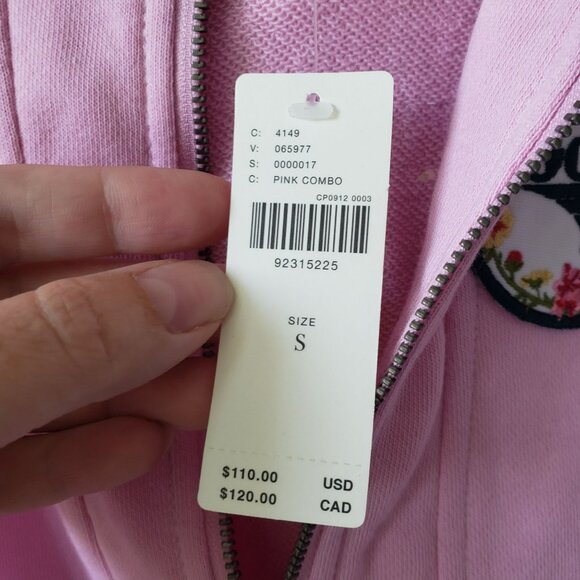 C: 4149
V: 065977
S: 0000017
C: PINK COMBO
CP0912 0003
92315225
SIZE
S
$110.00 USD
$120.00 CAD